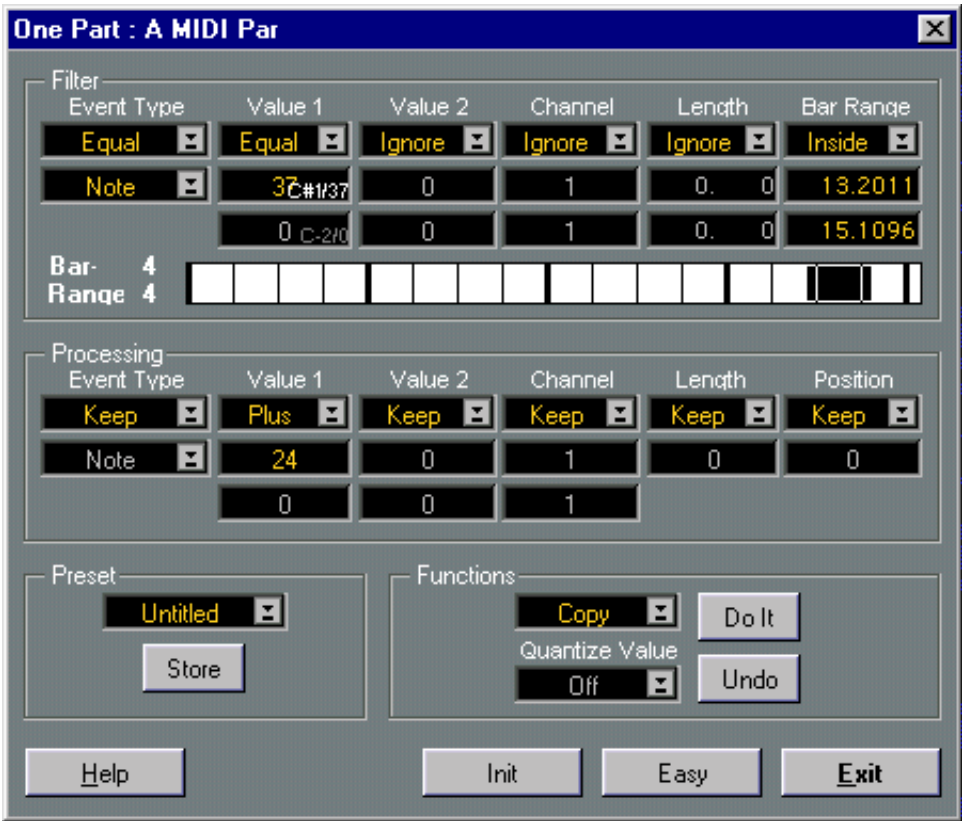 One Part : A MIDI Par
Filter
Event Type Value 1 Value 2 Channel Length Bar Range
Equal Equal Ignore Ignore Ignore Inside
Note 37 C#1/37 0 1 0. 0 13.2011
0 C-2/0 0 1 0. 0 15.1096
Bar- 4
Range 4
Processing
Event Type Value 1 Value 2 Channel Length Position
Keep Plus Keep Keep Keep Keep
Note 24 0 1 0 0
0 0 1
Preset
Untitled
Store
Functions
Copy Do It
Quantize Value
Off Undo
Help Init Easy Exit